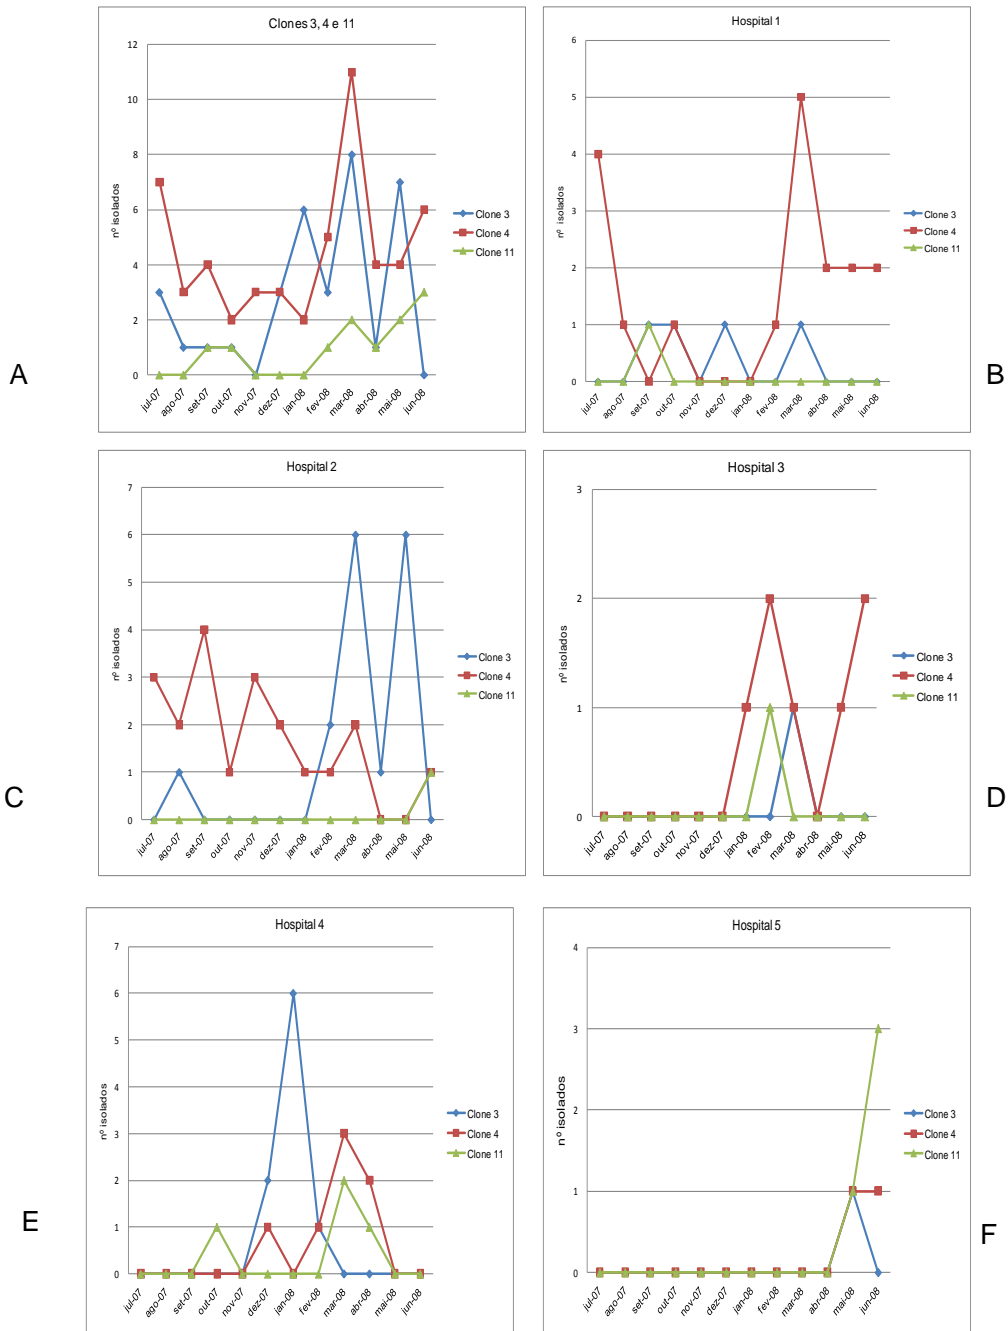 Clones 3, 4 e 11
12
10
8
6
4
2
0
nº isolados
jul-07
ago-07
set-07
out-07
nov-07
dez-07
jan-08
fev-08
mar-08
abr-08
mai-08
jun-08
Clone 3
Clone 4
Clone 11
A
Hospital 1
6
5
4
3
2
1
0
nº isolados
jul-07
ago-07
set-07
out-07
nov-07
dez-07
jan-08
fev-08
mar-08
abr-08
mai-08
jun-08
Clone 3
Clone 4
Clone 11
B
Hospital 2
7
6
5
4
3
2
1
0
nº isolados
jul-07
ago-07
set-07
out-07
nov-07
dez-07
jan-08
fev-08
mar-08
abr-08
mai-08
jun-08
Clone 3
Clone 4
Clone 11
C
Hospital 3
3
2
1
0
nº isolados
jul-07
ago-07
set-07
out-07
nov-07
dez-07
jan-08
fev-08
mar-08
abr-08
mai-08
jun-08
Clone 3
Clone 4
Clone 11
D
Hospital 4
7
6
5
4
3
2
1
0
nº isolados
jul-07
ago-07
set-07
out-07
nov-07
dez-07
jan-08
fev-08
mar-08
abr-08
mai-08
jun-08
Clone 3
Clone 4
Clone 11
E
Hospital 5
4
3
2
1
0
nº isolados
jul-07
ago-07
set-07
out-07
nov-07
dez-07
jan-08
fev-08
mar-08
abr-08
mai-08
jun-08
Clone 3
Clone 4
Clone 11
F